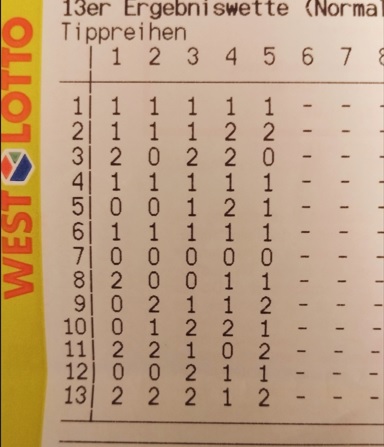 13er Ergebniswette (Norma
Tippreihen
1 2 3 4 5 6 7 8
1| 1 1 1 1 1 - - -
2| 1 1 1 2 2 - - -
3| 2 0 2 2 0 - - -
4| 1 1 1 1 1 - - -
5| 0 0 1 2 1 - - -
6| 1 1 1 1 1 - - -
7| 0 0 0 0 0 - - -
8| 2 0 0 1 1 - - -
9| 0 2 1 1 2 - - -
10| 0 1 2 2 1 - - -
11| 2 2 1 0 2 - - -
12| 0 0 2 1 1 - - -
13| 2 2 2 1 2 - - -
WEST LOTTO